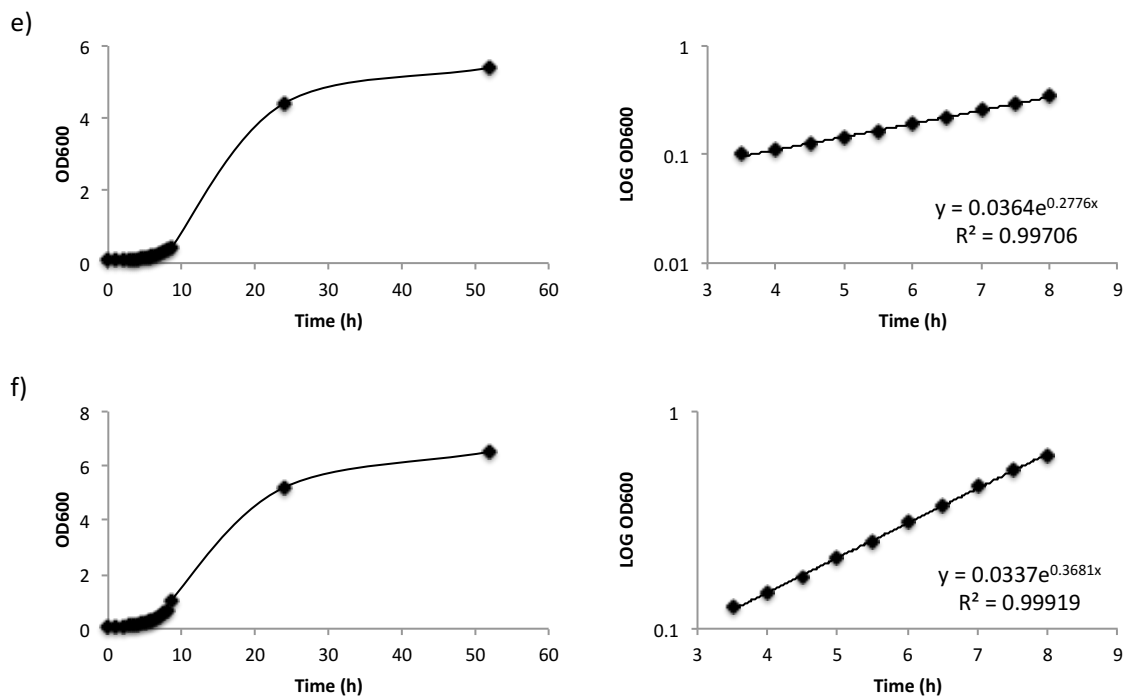 e)
6
4
2
0
0 10 20 30 40 50 60
OD600
Time (h)
1
0.1
0.01
3 4 5 6 7 8 9
LOG OD600
Time (h)
y = 0.0364e^0.2776x
R² = 0.99706
f)
8
6
4
2
0
0 10 20 30 40 50 60
OD600
Time (h)
1
0.1
3 4 5 6 7 8 9
LOG OD600
Time (h)
y = 0.0337e^0.3681x
R² = 0.99919